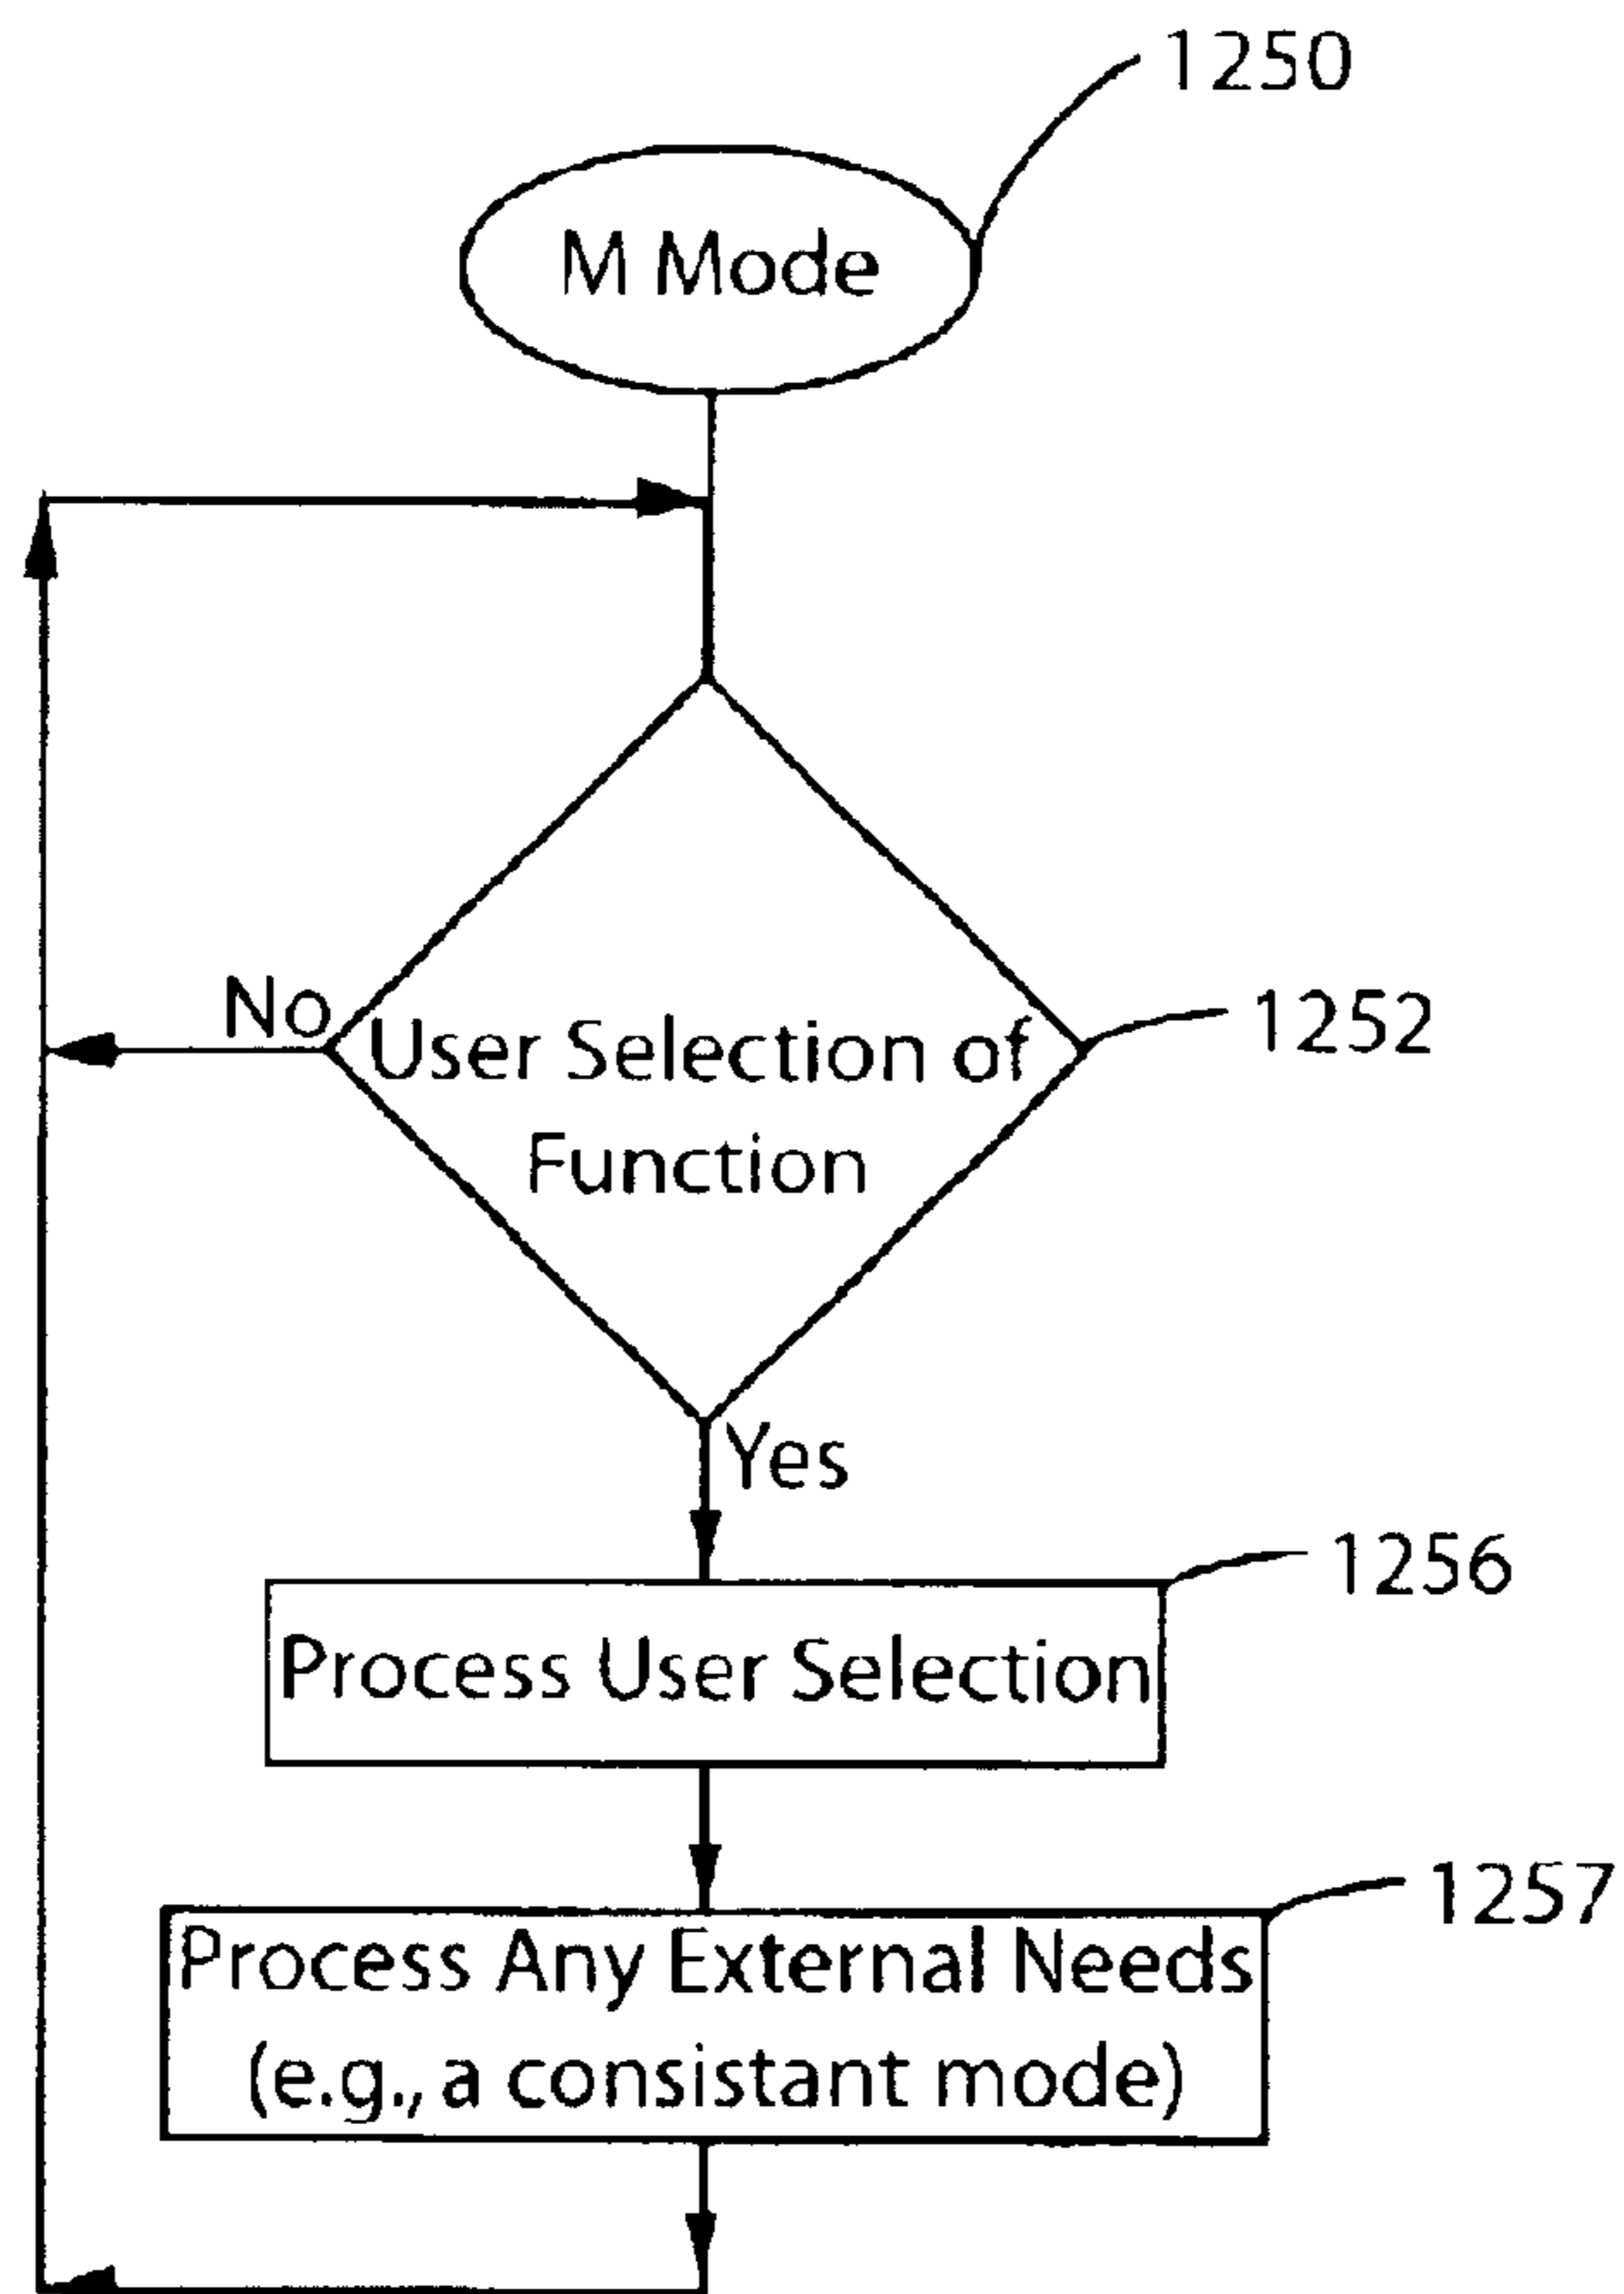 1250
M Mode
No
User Selection of
Function
1252
Yes
1256
Process User Selection
1257
Process Any External Needs
(e.g., a consistant mode)